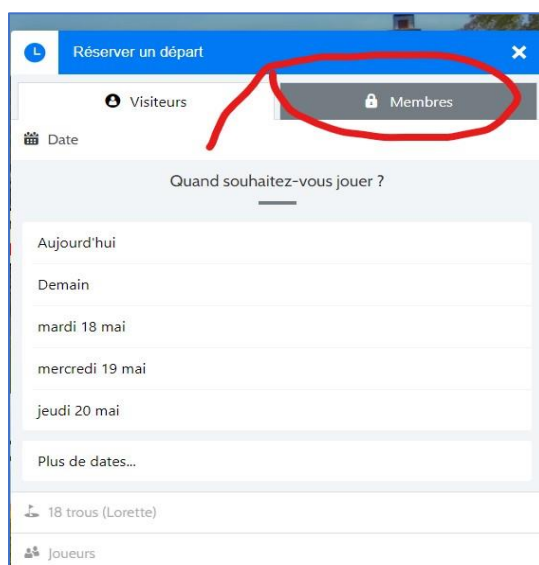 Réserver un départ
Visiteurs
Membres
Date
Quand souhaitez-vous jouer ?
Aujourd'hui
Demain
mardi 18 mai
mercredi 19 mai
jeudi 20 mai
Plus de dates...
18 trous (Lorette)
Joueurs